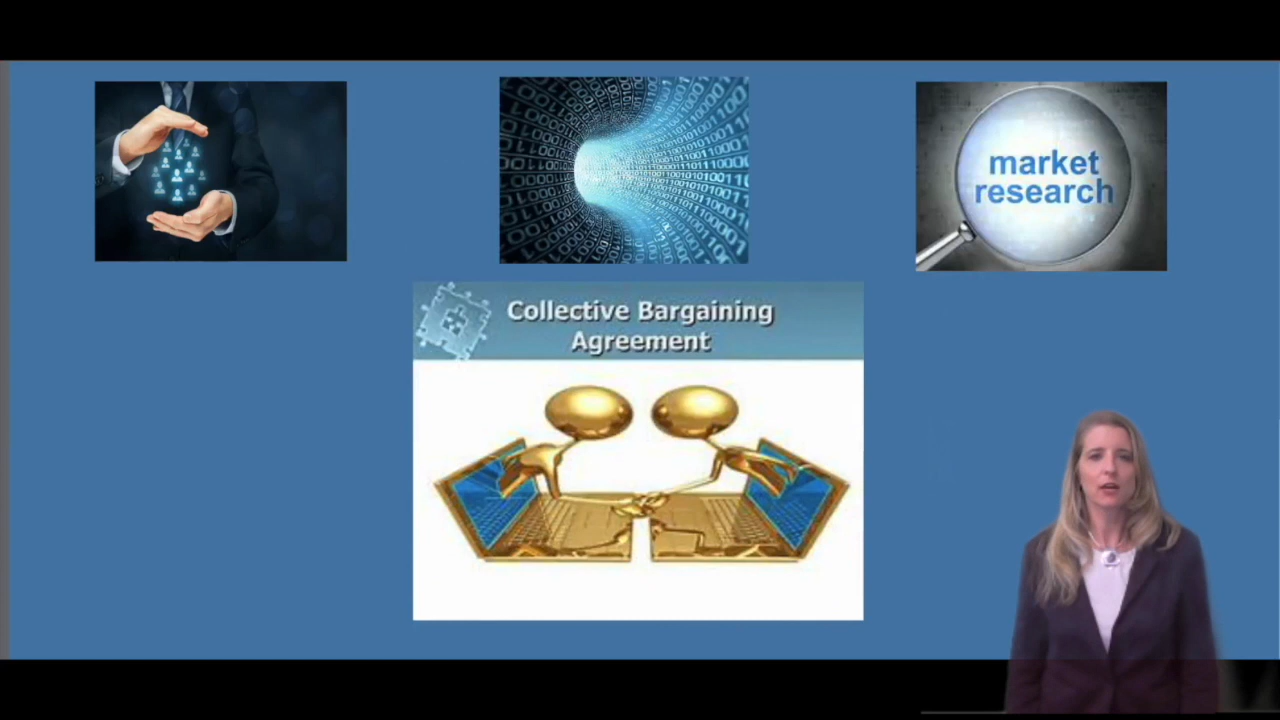 market
research
Collective Bargaining
Agreement